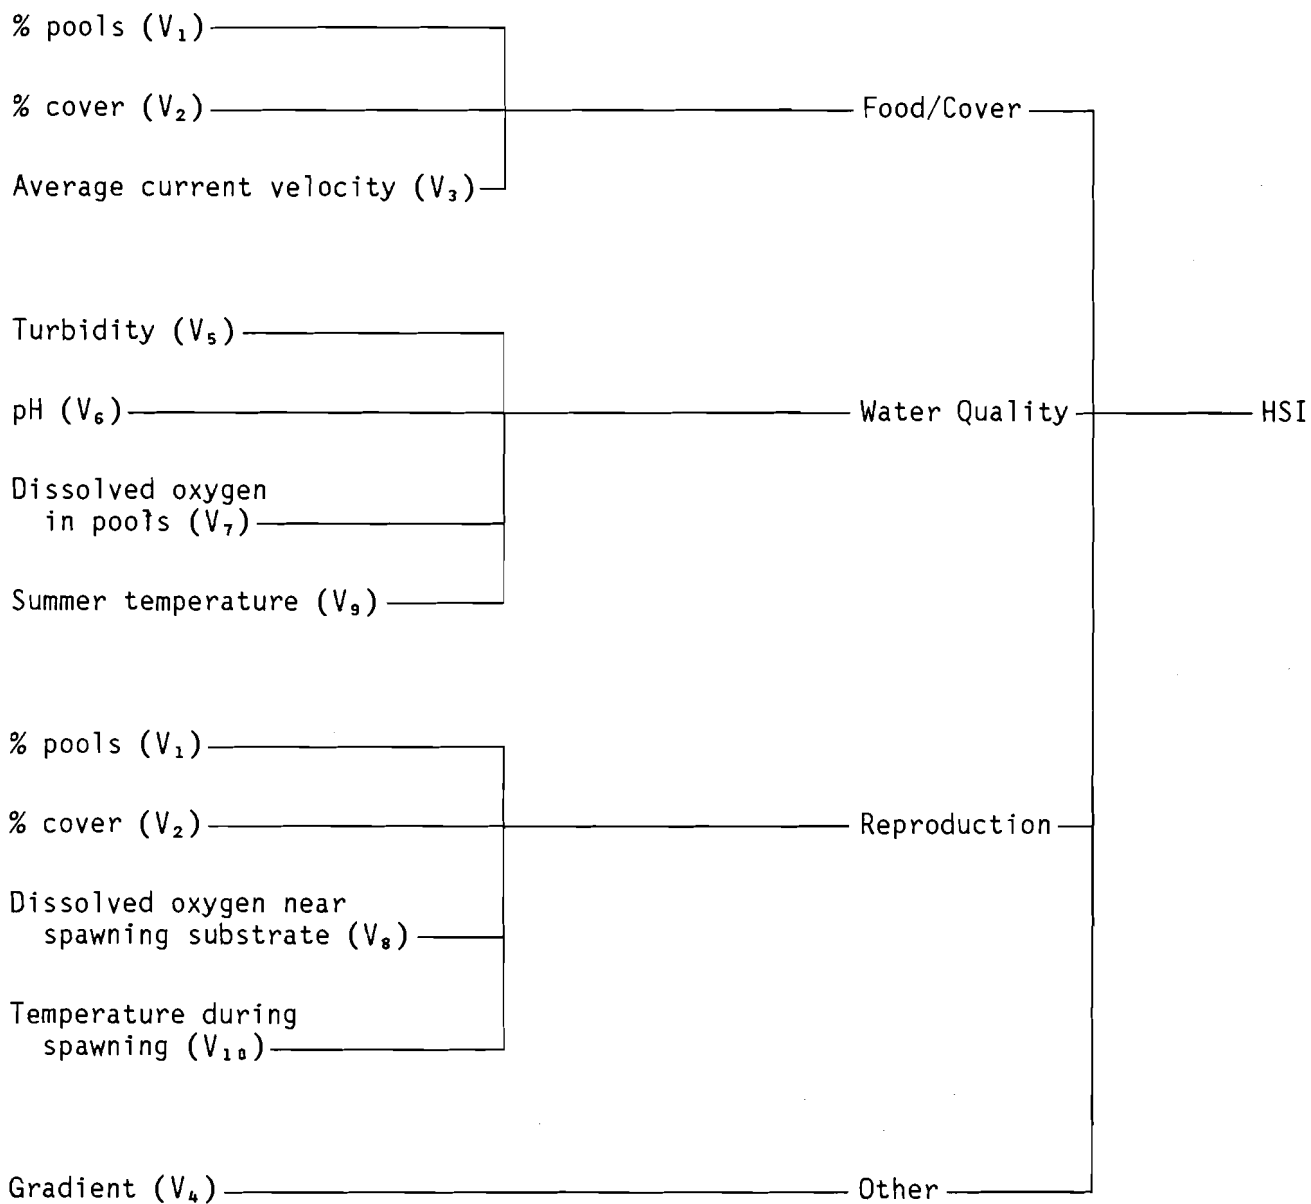 % pools (V₁)
% cover (V₂) Food/Cover
Average current velocity (V₃)
Turbidity (V₅)
pH (V₆) Water Quality HSI
Dissolved oxygen
in pools (V₇)
Summer temperature (V₉)
% pools (V₁)
% cover (V₂) Reproduction
Dissolved oxygen near
spawning substrate (V₈)
Temperature during
spawning (V₁₀)
Gradient (V₄) Other